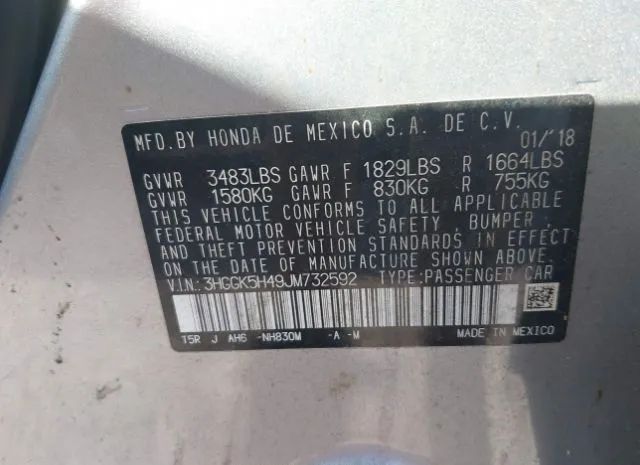 MFD.BY HONDA DE MEXICO S.A. DE C.V.
01/'18
GVWR 3483LBS GAWR F 1829LBS R 1664LBS
GVWR 1580KG GAWR F 830KG R 755KG
THIS VEHICLE CONFORMS TO ALL APPLICABLE
FEDERAL MOTOR VEHICLE SAFETY, BUMPER,
AND THEFT PREVENTION STANDARDS IN EFFECT
ON THE DATE OF MANUFACTURE SHOWN ABOVE.
V.I.N.: 3HGGK5H49JM732592 TYPE:PASSENGER CAR
T5R J AH6 -NH830M -A -M MADE IN MEXICO